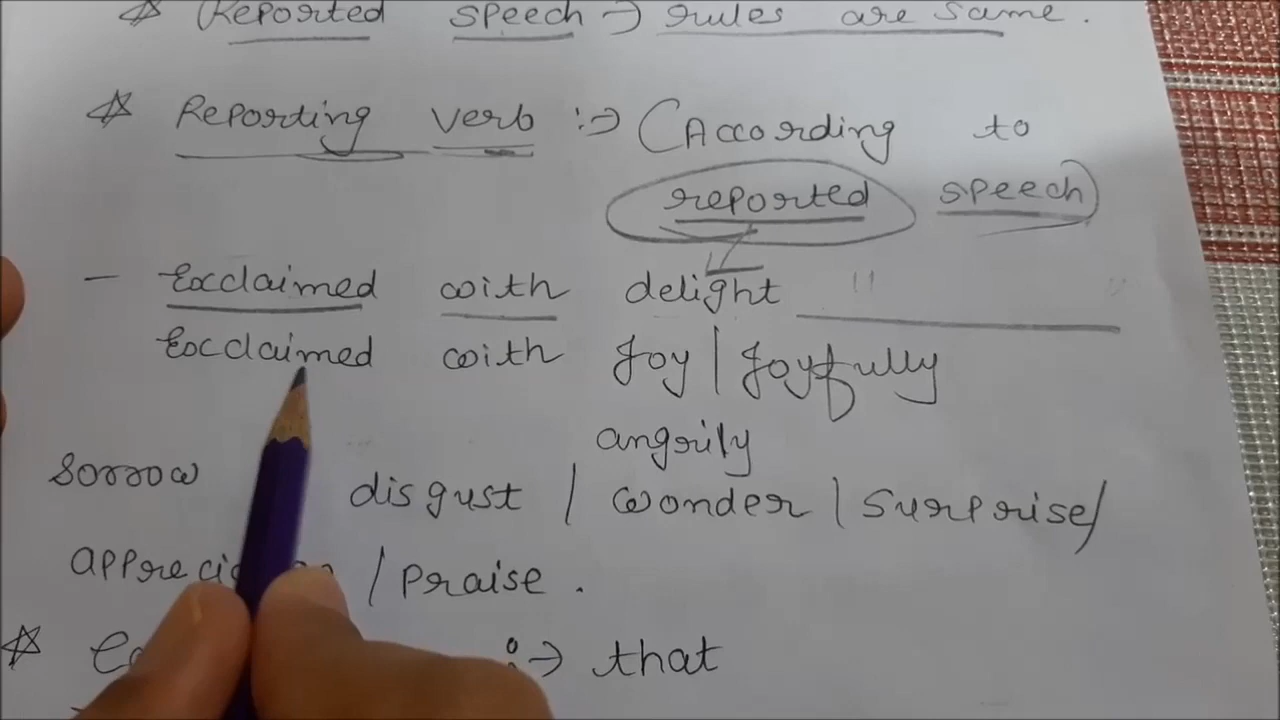 ☆ Reported speech → rules are same.
☆ Reporting verb :→ (According to
reported speech)
- Exclaimed with delight " "
Exclaimed with Joy | Joyfully
angrily
sorrow disgust / wonder | surprise/
/ Praise.
☆ :→ that